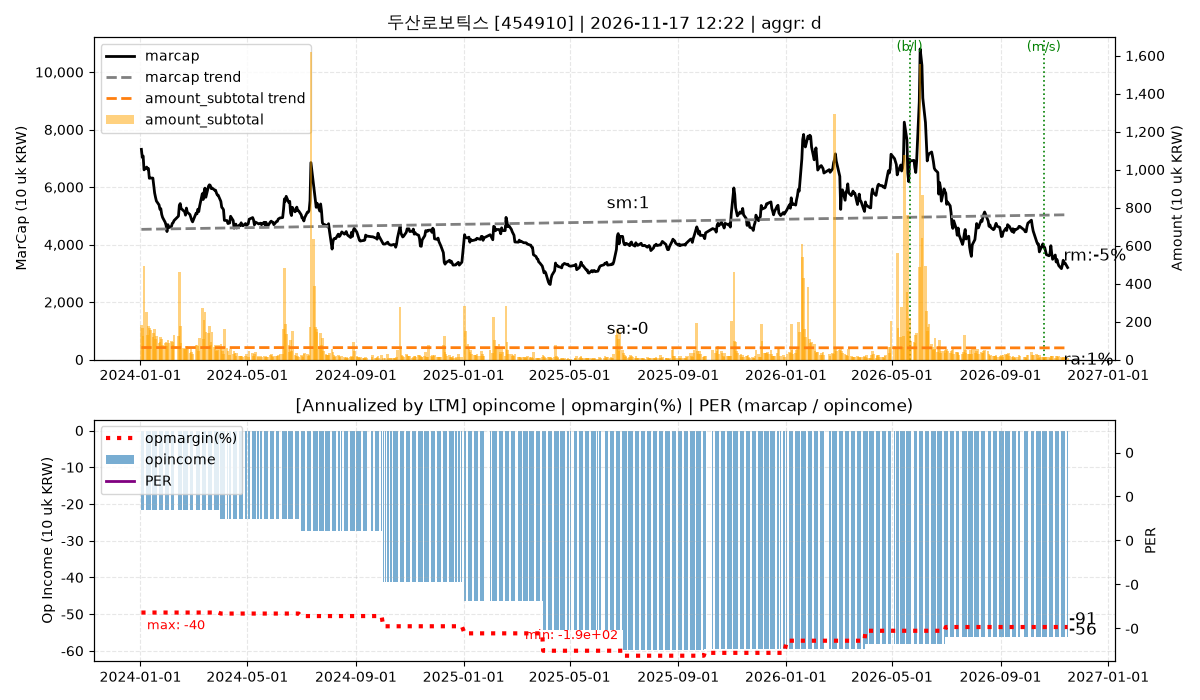 두산로보틱스 [454910] | 2026-11-17 12:22 | aggr: d
marcap
marcap trend
amount_subtotal trend
amount_subtotal
(b/l)
(m/s)
MarCap (10 uk KRW)
10,000
8,000
6,000
4,000
2,000
0
sm:1
sa:-0
rm:-5%
ra:1%
1,600
1,400
1,200
1,000
800
600
400
200
0
Amount (10 uk KRW)
2024-01-01 2024-05-01 2024-09-01 2025-01-01 2025-05-01 2025-09-01 2026-01-01 2026-05-01 2026-09-01 2027-01-01
[Annualized by LTM] opincome | opmargin(%) | PER (marcap / opincome)
opmargin(%)
opincome
PER
Op Income (10 uk KRW)
0
-10
-20
-30
-40
-50
-60
max: -40
min: -1.9e+02
-91
-56
0
0
0
-0
-0
PER
2024-01-01 2024-05-01 2024-09-01 2025-01-01 2025-05-01 2025-09-01 2026-01-01 2026-05-01 2026-09-01 2027-01-01